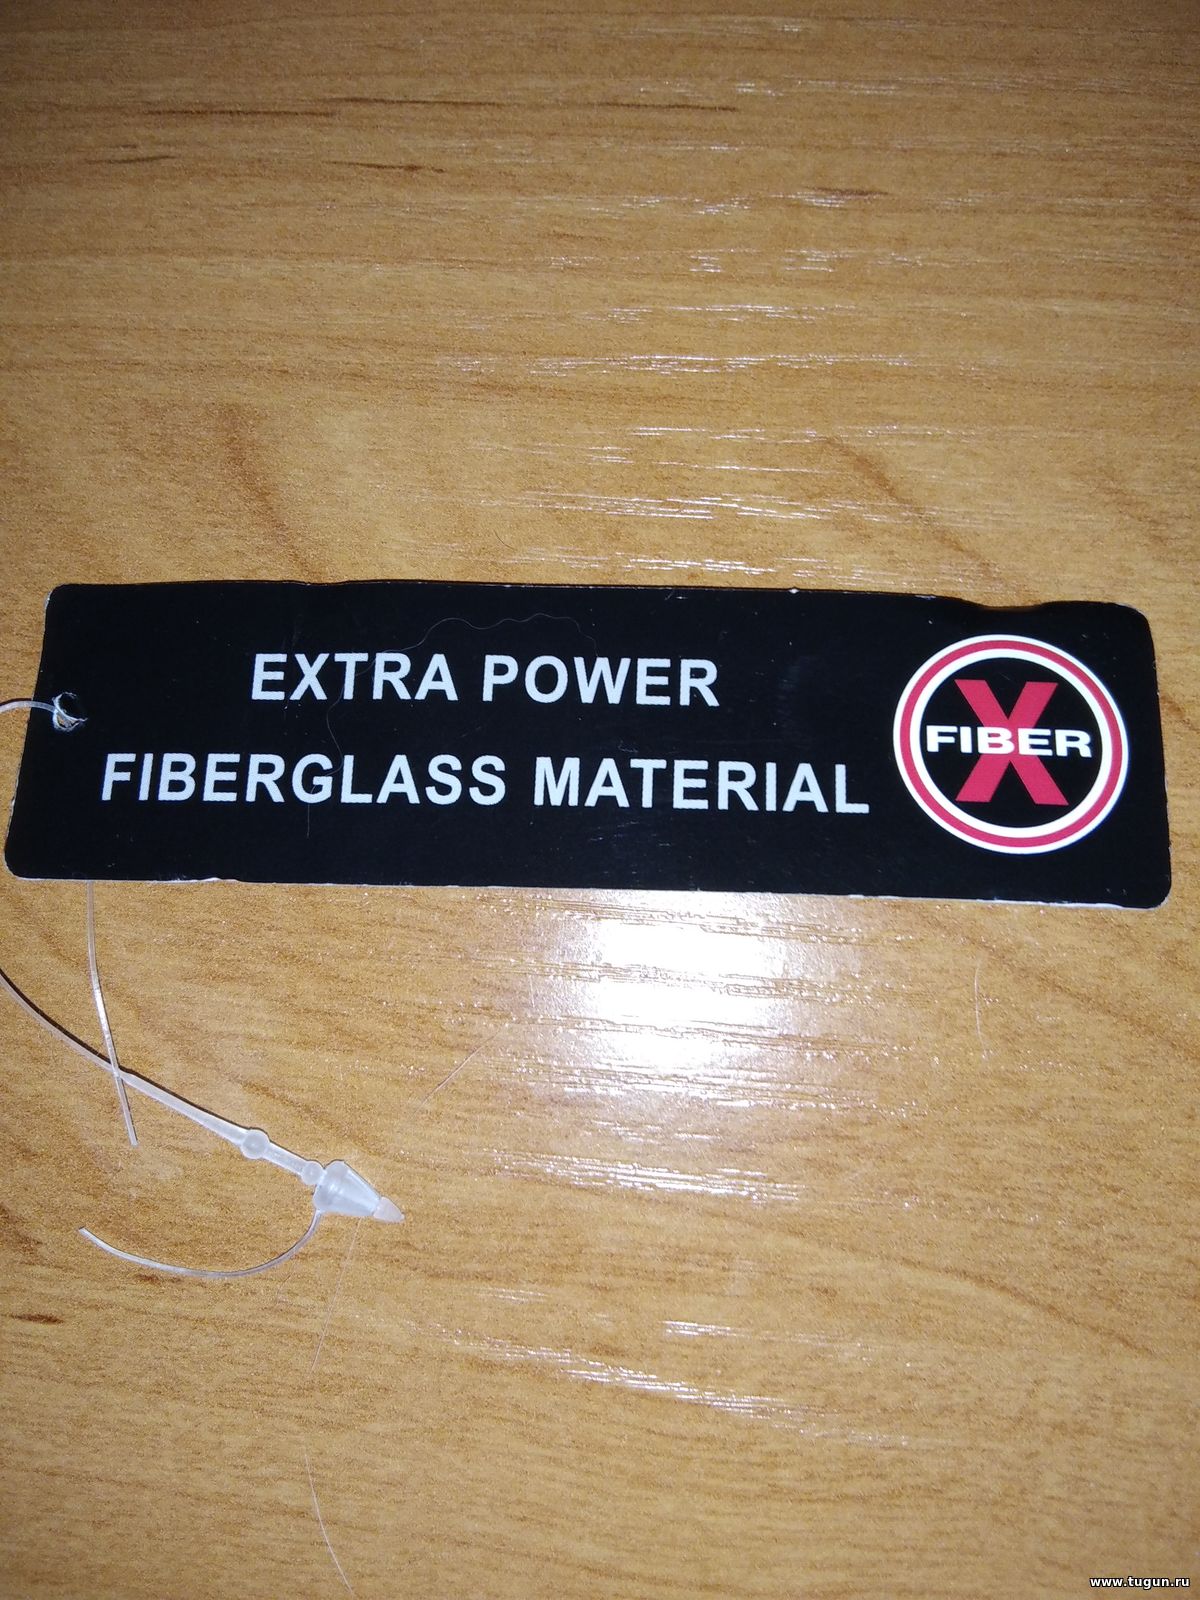 EXTRA POWER
FIBERGLASS MATERIAL
X
FIBER
www.tugun.ru